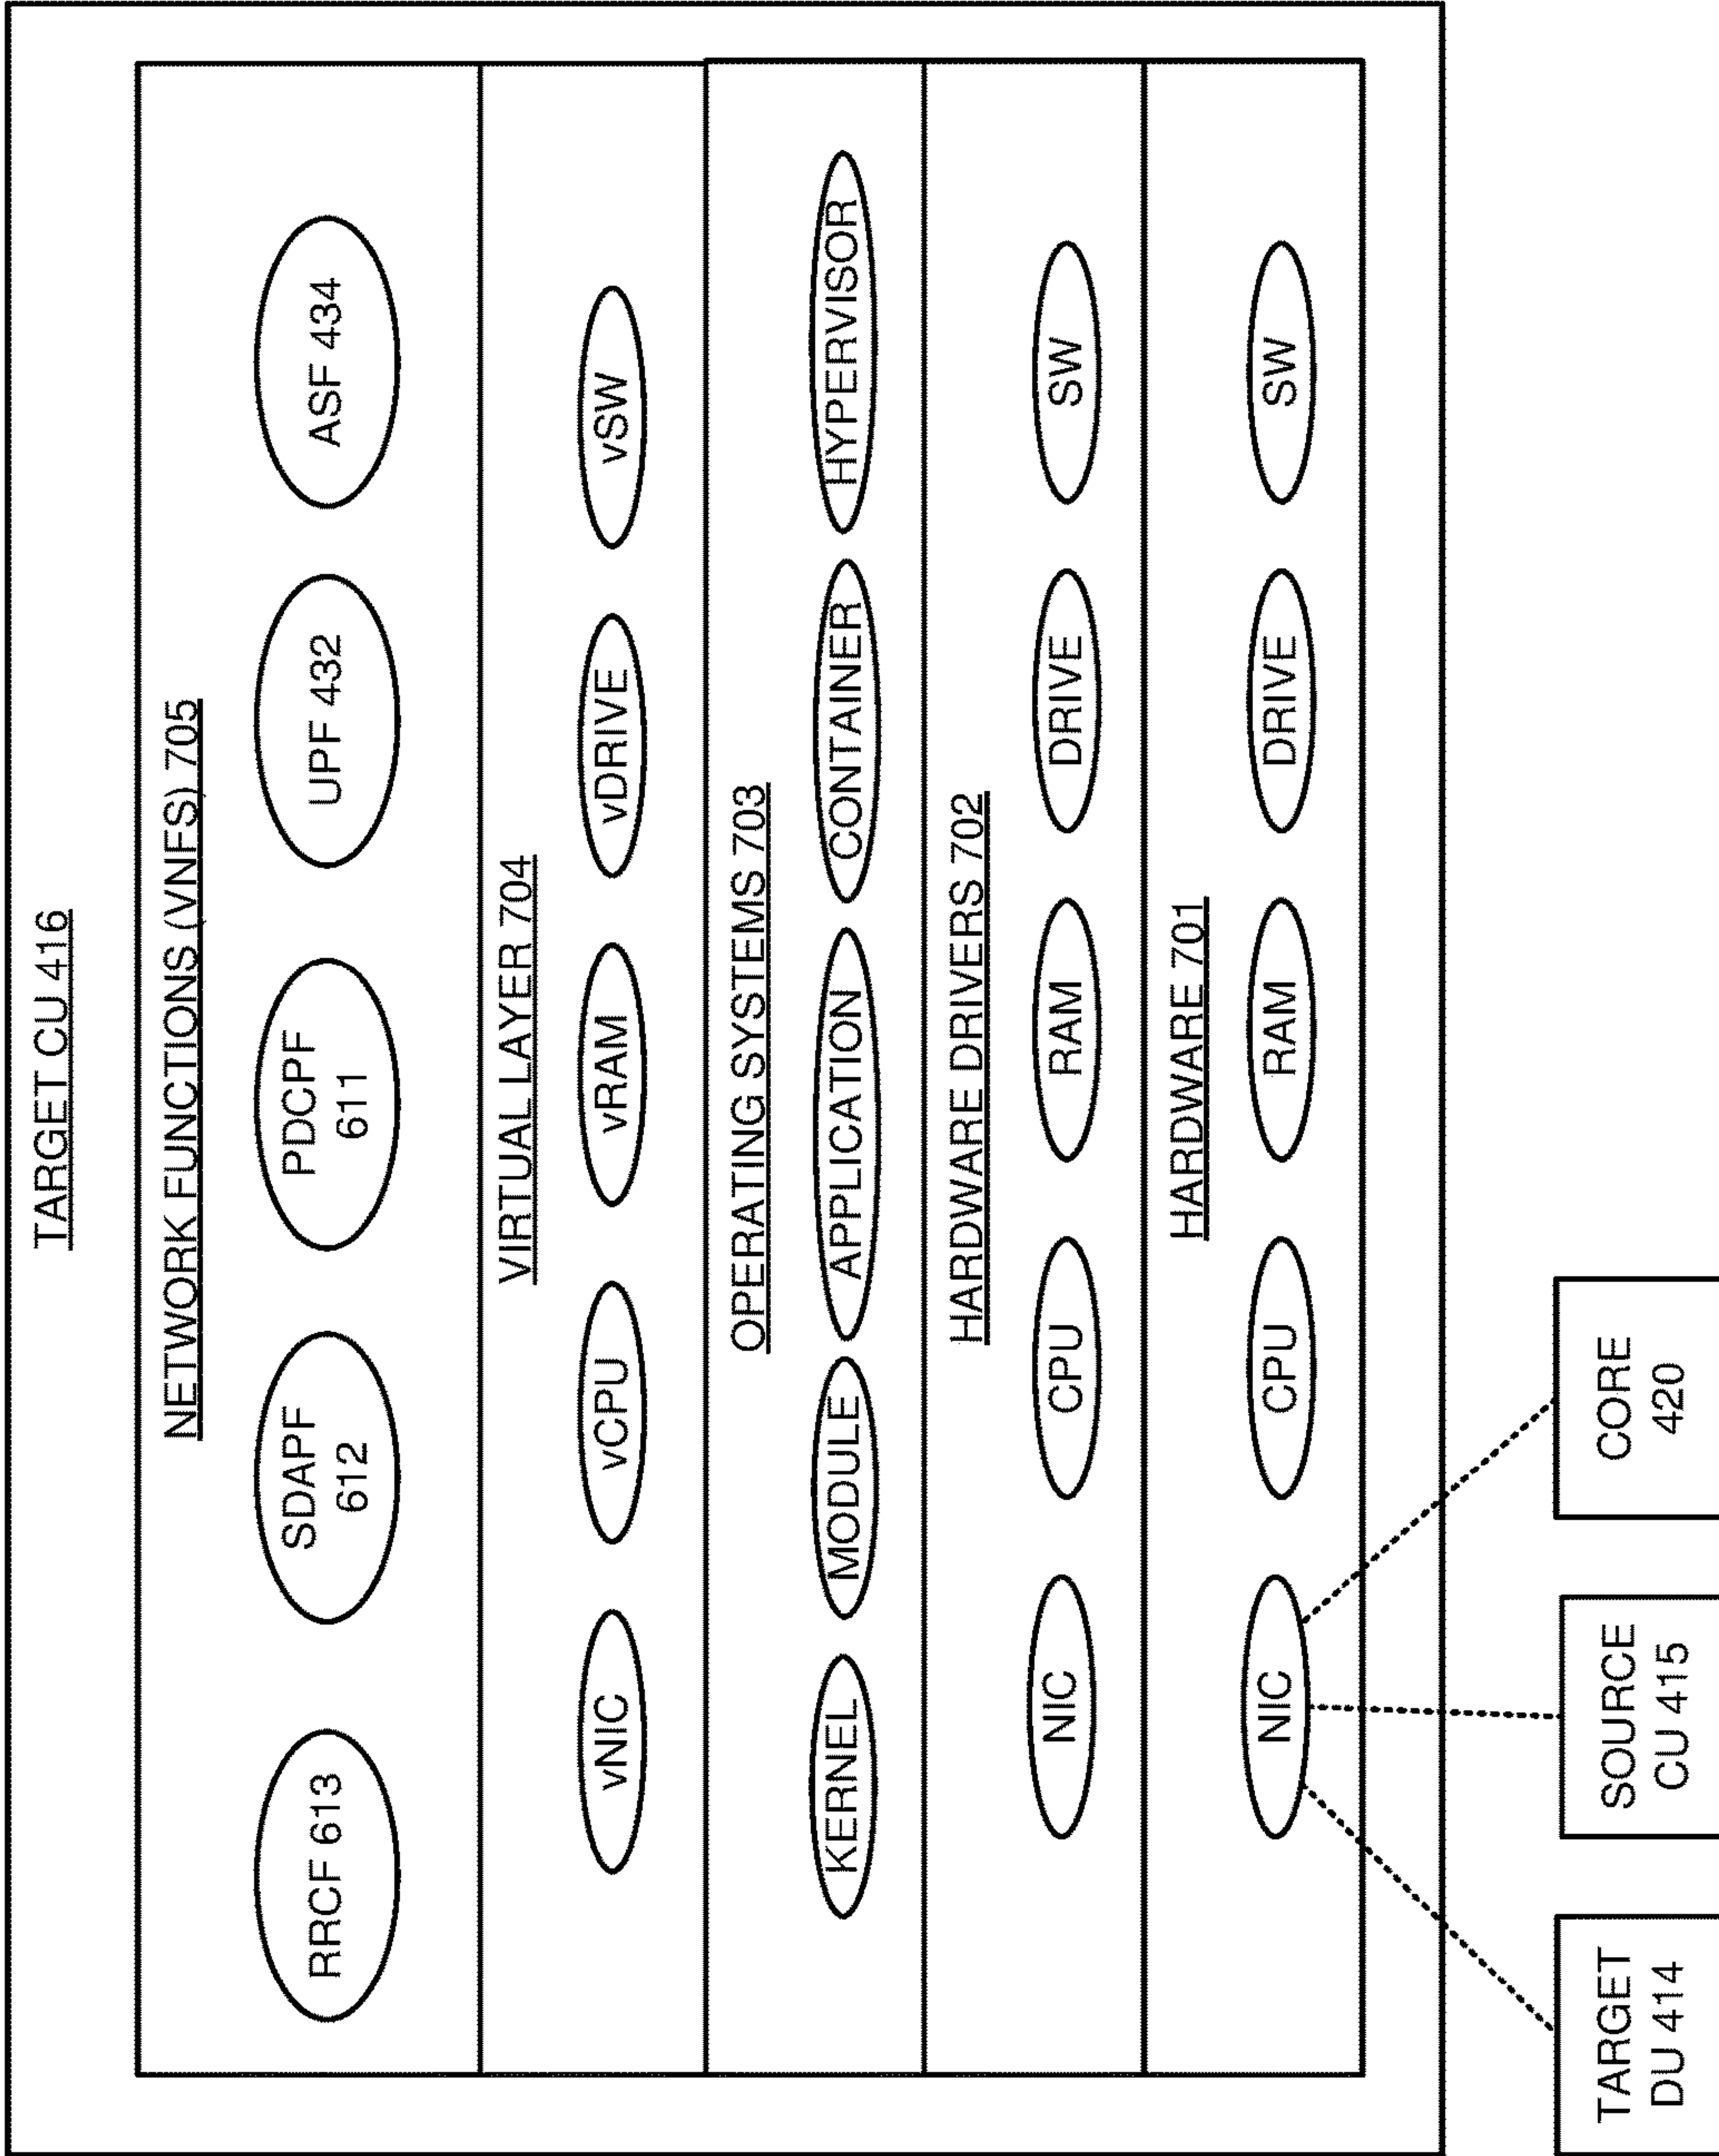 TARGET CU 416
NETWORK FUNCTIONS (VNFS) 705
RRCF 613
SDAPF
612
PDCPF
611
UPF 432
ASF 434
VIRTUAL LAYER 704
vNIC
vCPU
vRAM
vDRIVE
vSW
OPERATING SYSTEMS 703
KERNEL
MODULE
APPLICATION
CONTAINER
HYPERVISOR
HARDWARE DRIVERS 702
NIC
CPU
RAM
DRIVE
SW
HARDWARE 701
NIC
CPU
RAM
DRIVE
SW
TARGET
DU 414
SOURCE
CU 415
CORE
420